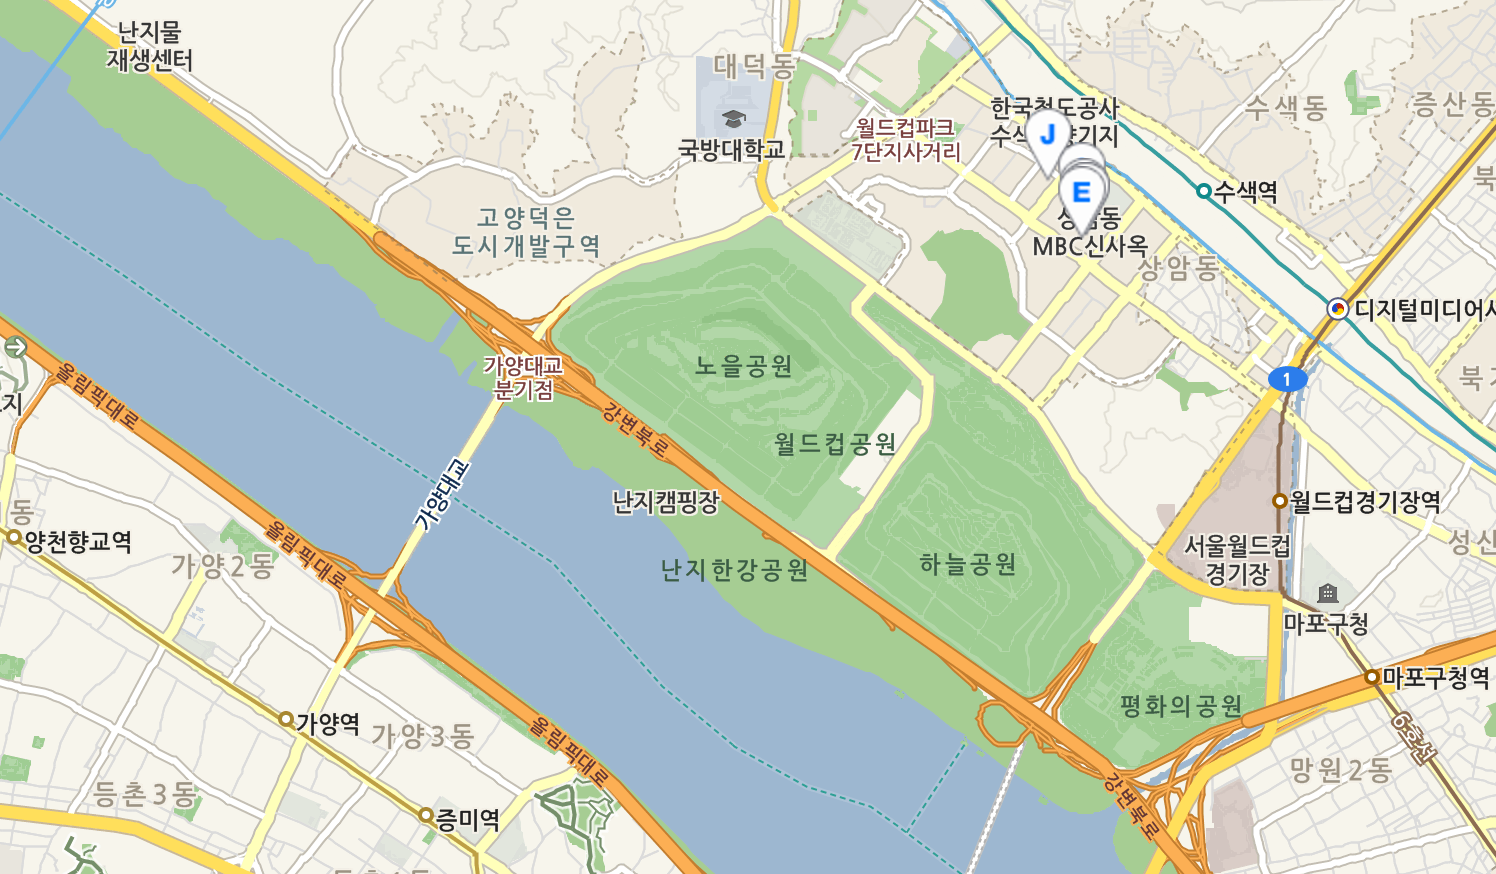 난지물
재생센터
대덕동
국방대학교
월드컵파크
7단지사거리
한국철도공사
J
E
수색역
수색동
증산동
상암동
MBC신사옥
상암동
고양덕은
도시개발구역
디지털미디어시
1
가양대교
분기점
노을공원
월드컵공원
강변북로
올림픽대로
지
가양대교
난지캠핑장
난지한강공원
하늘공원
월드컵경기장역
서울월드컵
경기장
성산
동
양천향교역
가양2동
올림픽대로
마포구청
마포구청역
평화의공원
가양역
가양3동
올림픽대로
6호선
망원2동
강변북로
등촌3동
증미역